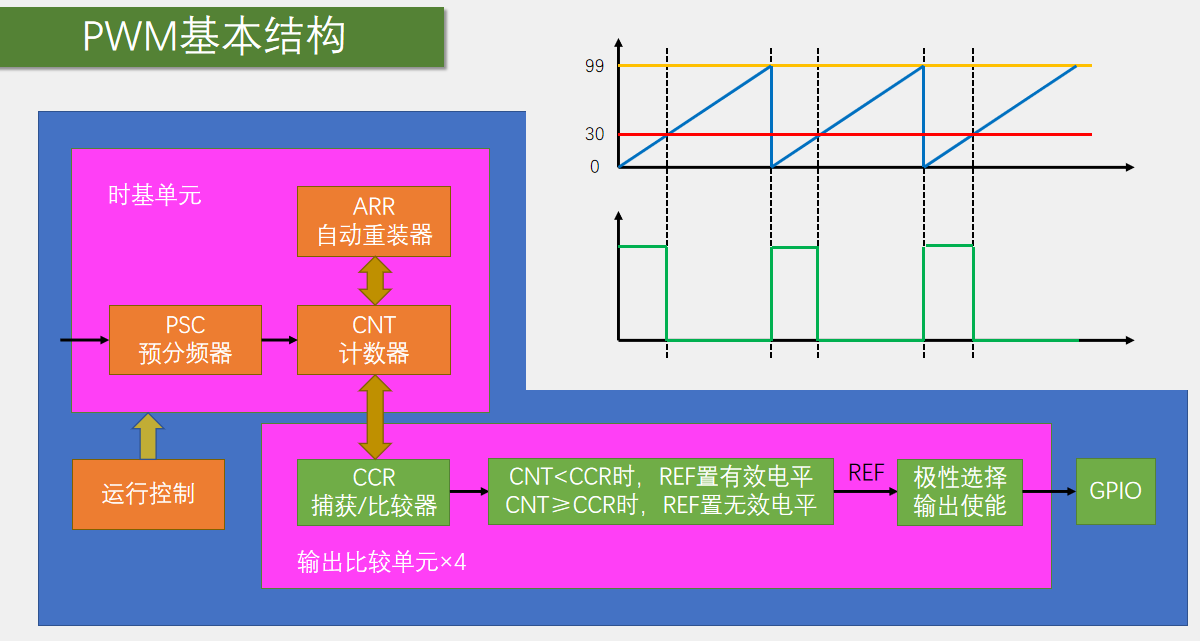 PWM基本结构
99
30
0
时基单元
ARR
自动重装器
PSC
预分频器
CNT
计数器
运行控制
CCR
捕获/比较器
CNT<CCR时，REF置有效电平
CNT≥CCR时，REF置无效电平
REF
极性选择
输出使能
GPIO
输出比较单元×4